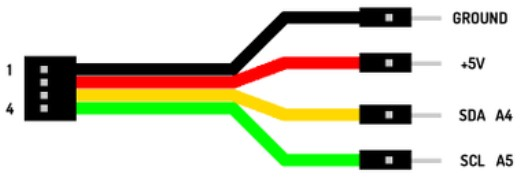 GROUND
1
+5V
4
SDA A4
SCL A5